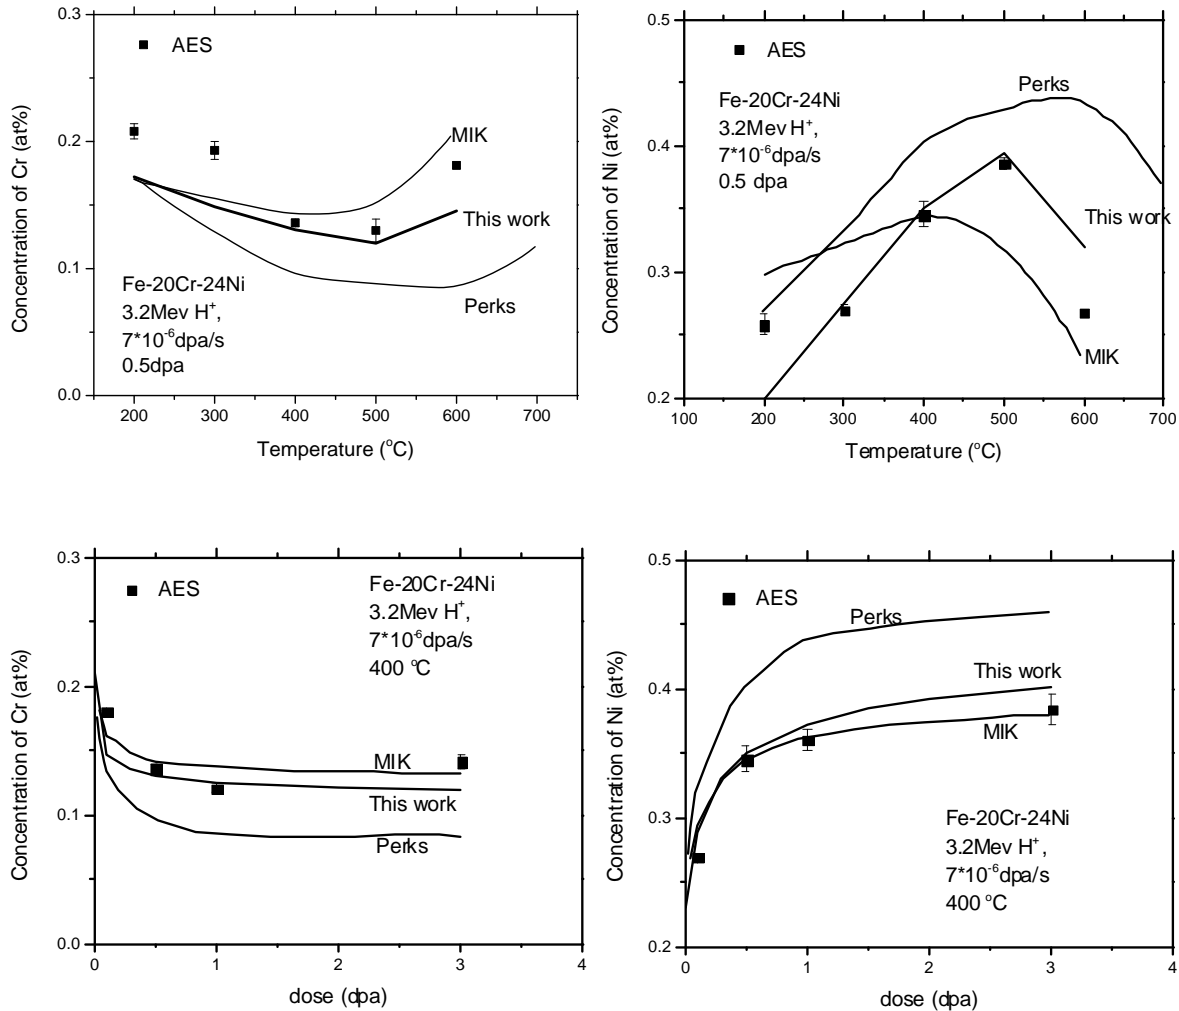 0.3
0.2
0.1
0.0
Concentration of Cr (at%)
AES
MIK
This work
Perks
Fe-20Cr-24Ni
3.2Mev H⁺,
7*10⁻⁶dpa/s
0.5dpa
200 300 400 500 600 700
Temperature (°C)
0.5
0.4
0.3
0.2
Concentration of Ni (at%)
AES
Perks
Fe-20Cr-24Ni
3.2Mev H⁺,
7*10⁻⁶dpa/s
0.5 dpa
This work
MIK
100 200 300 400 500 600 700
Temperature (°C)
0.3
0.2
0.1
0.0
Concentration of Cr (at%)
AES
Fe-20Cr-24Ni
3.2Mev H⁺,
7*10⁻⁶dpa/s
400 °C
MIK
This work
Perks
0 1 2 3 4
dose (dpa)
0.5
0.4
0.3
0.2
Concentration of Ni (at%)
AES
Perks
This work
MIK
Fe-20Cr-24Ni
3.2Mev H⁺,
7*10⁻⁶dpa/s
400 °C
0 1 2 3 4
dose (dpa)